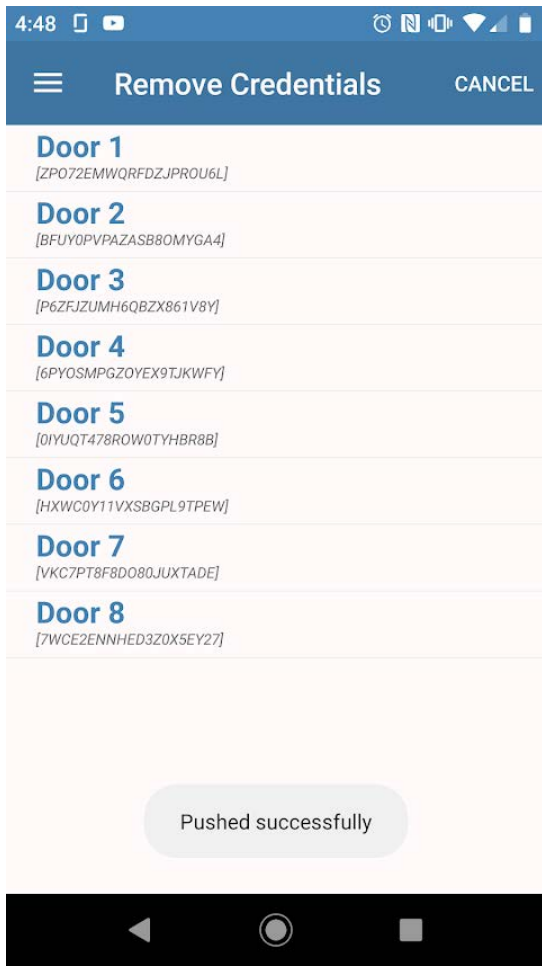 4:48
Remove Credentials
CANCEL
Door 1
[ZPO72EMWQRFDZJPROU6L]
Door 2
[BFUY0PVPAZASB8OMYGA4]
Door 3
[P6ZFJZUMH6QBZX861V8Y]
Door 4
[6PYOSMPGZOYEX9TJKWFY]
Door 5
[0IYUQT478ROW0TYHBR8B]
Door 6
[HXWC0Y11VXSBGPL9TPEW]
Door 7
[VKC7PT8F8DO80JUXTADE]
Door 8
[7WCE2ENNHED3Z0X5EY27]
Pushed successfully